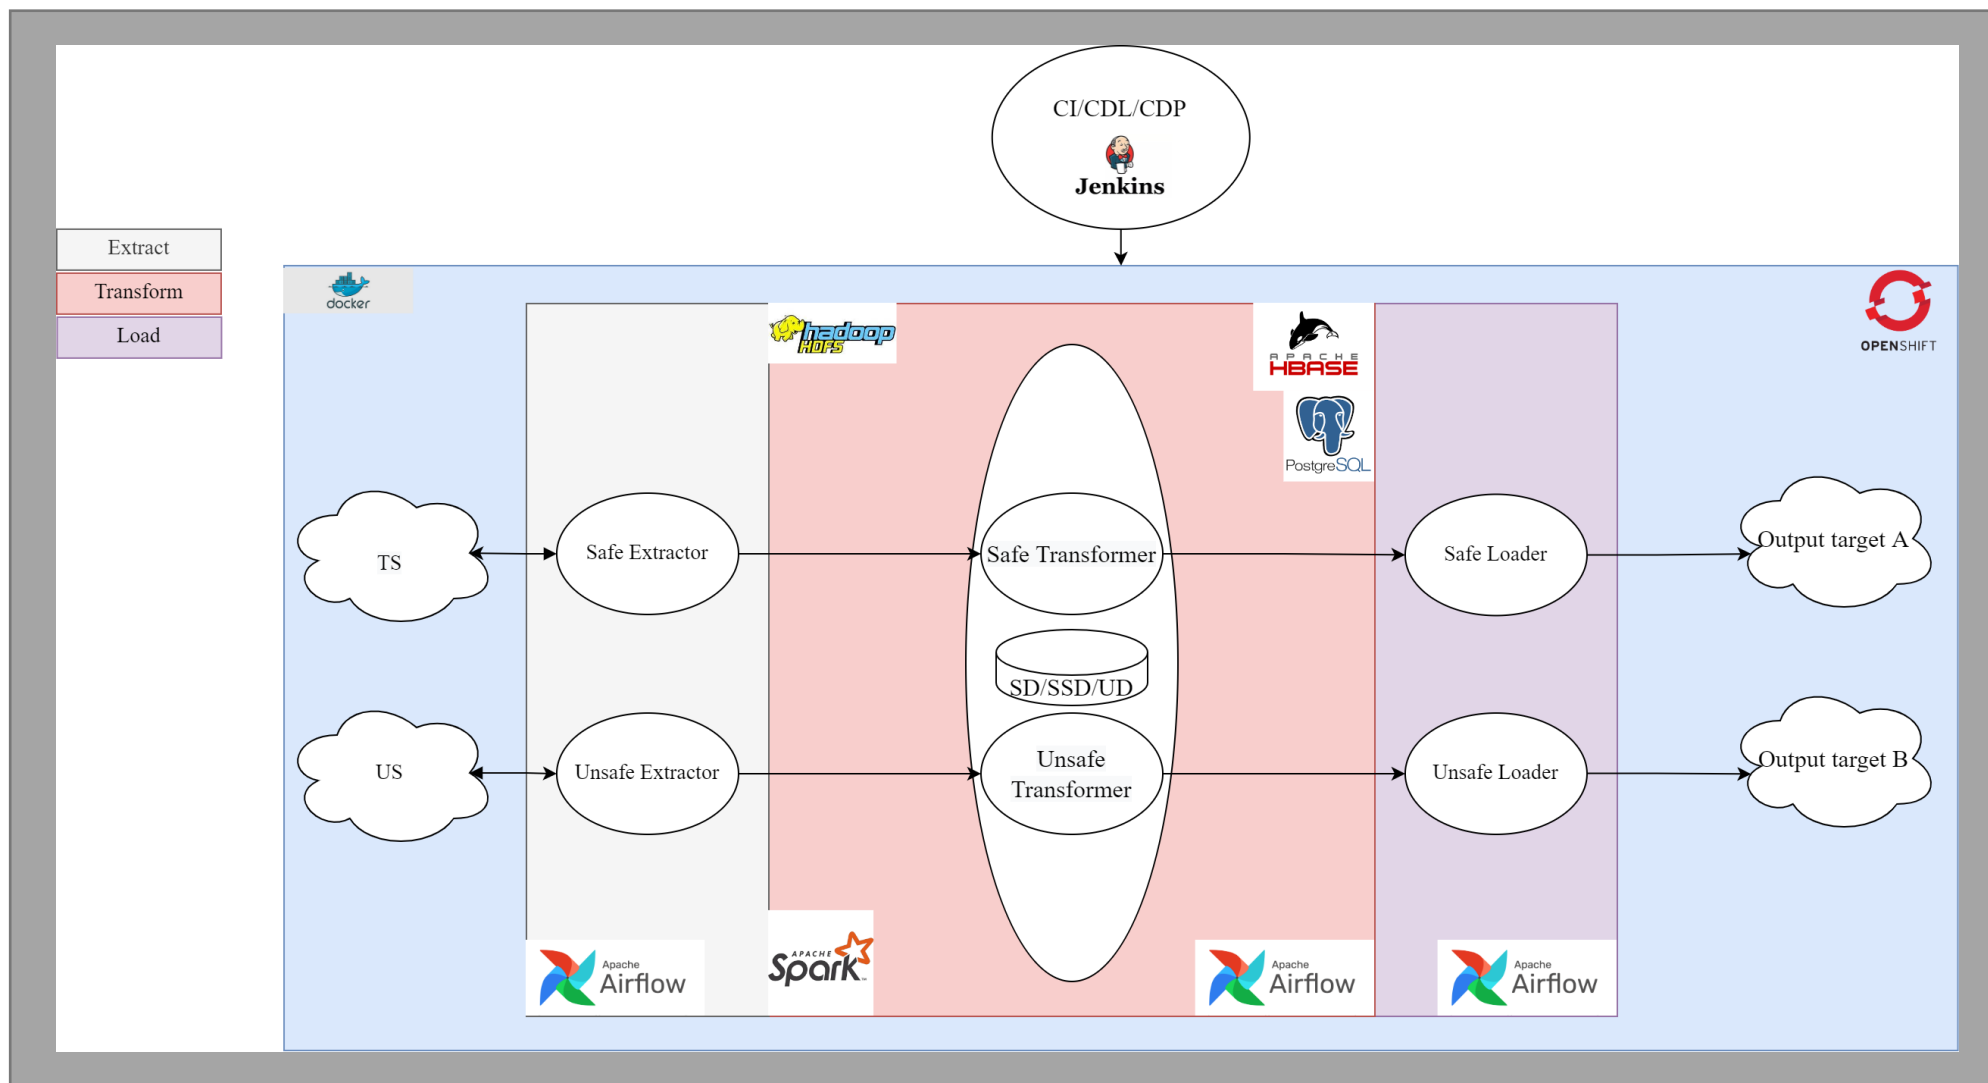 CI/CDL/CDP
Jenkins
Extract
Transform
Load
docker
hadoop
HDFS
APACHE
HBASE
PostgreSQL
OPENSHIFT
TS
Safe Extractor
Safe Transformer
Safe Loader
Output target A
SD/SSD/UD
US
Unsafe Extractor
Unsafe
Transformer
Unsafe Loader
Output target B
Apache
Airflow
APACHE
Spark
Apache
Airflow
Apache
Airflow